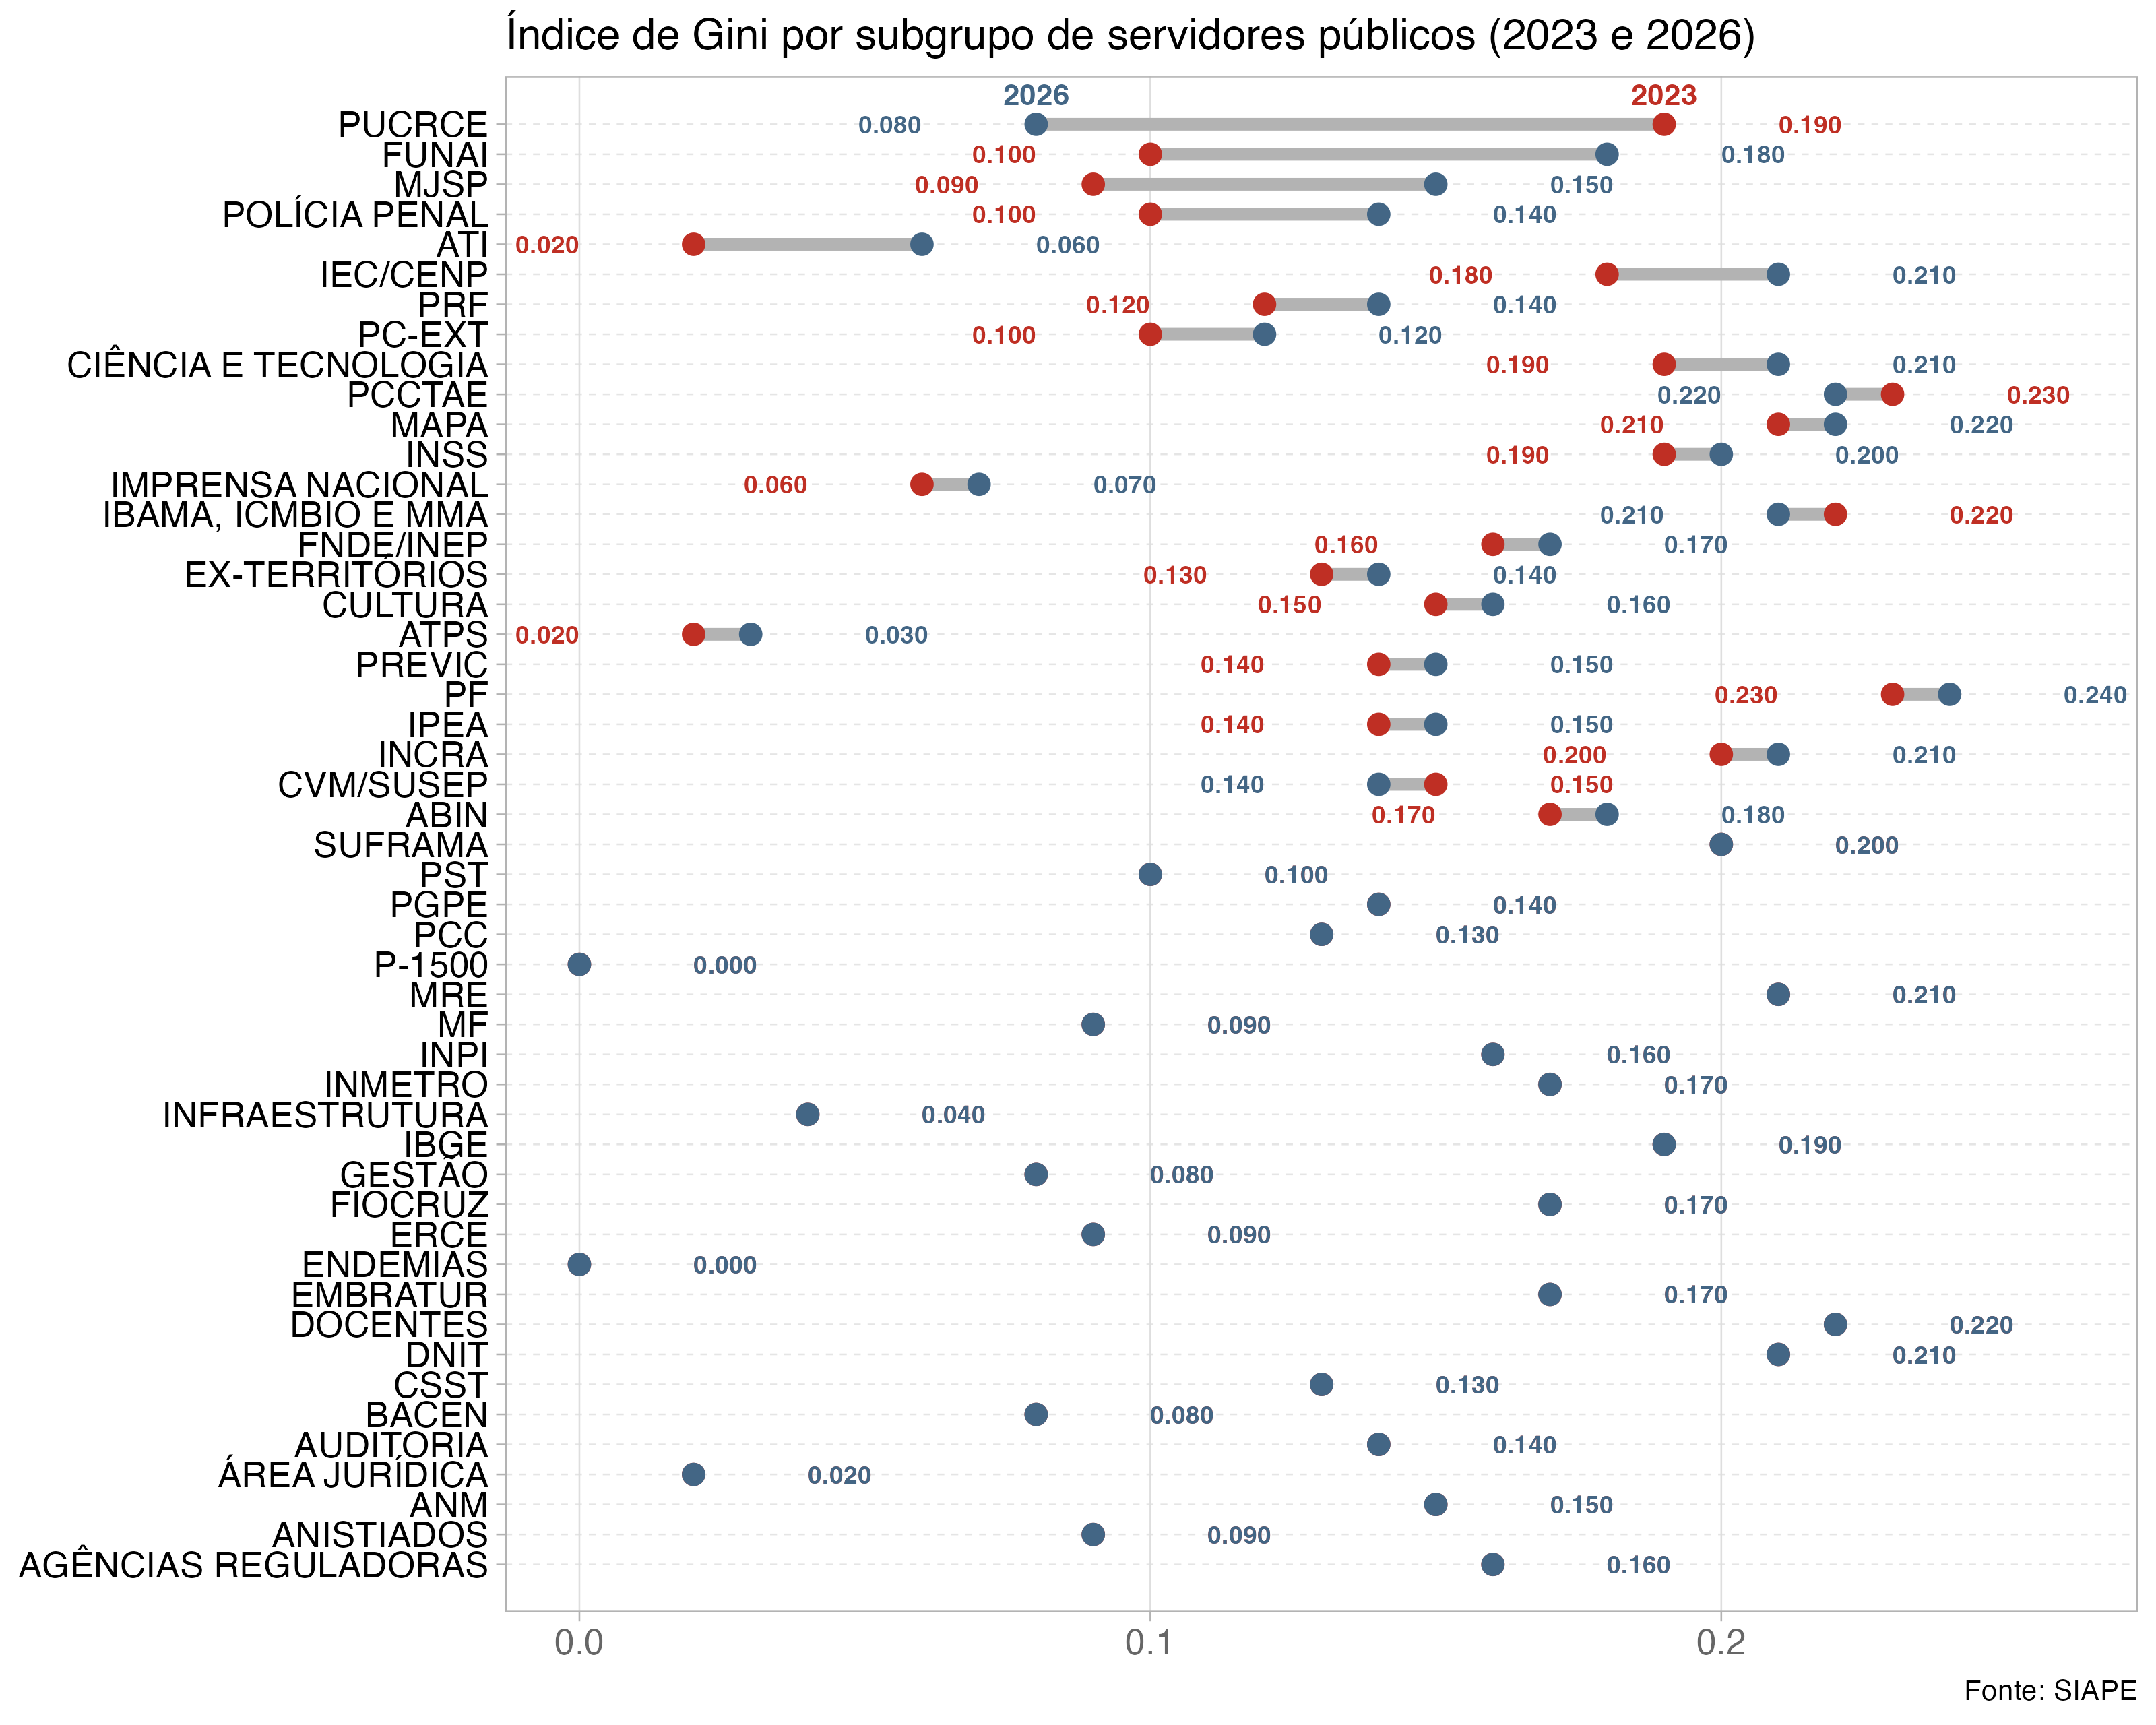 Índice de Gini por subgrupo de servidores públicos (2023 e 2026)
2026 2023
PUCRCE 0.080 0.190
FUNAI 0.100 0.180
MJSP 0.090 0.150
POLÍCIA PENAL 0.100 0.140
ATI 0.020 0.060
IEC/CENP 0.180 0.210
PRF 0.120 0.140
PC-EXT 0.100 0.120
CIÊNCIA E TECNOLOGIA 0.190 0.210
PCCTAE 0.220 0.230
MAPA 0.210 0.220
INSS 0.190 0.200
IMPRENSA NACIONAL 0.060 0.070
IBAMA, ICMBIO E MMA 0.210 0.220
FNDE/INEP 0.160 0.170
EX-TERRITÓRIOS 0.130 0.140
CULTURA 0.150 0.160
ATPS 0.020 0.030
PREVIC 0.140 0.150
PF 0.230 0.240
IPEA 0.140 0.150
INCRA 0.200 0.210
CVM/SUSEP 0.140 0.150
ABIN 0.170 0.180
SUFRAMA 0.200
PST 0.100
PGPE 0.140
PCC 0.130
P-1500 0.000
MRE 0.210
MF 0.090
INPI 0.160
INMETRO 0.170
INFRAESTRUTURA 0.040
IBGE 0.190
GESTÃO 0.080
FIOCRUZ 0.170
ERCE 0.090
ENDEMIAS 0.000
EMBRATUR 0.170
DOCENTES 0.220
DNIT 0.210
CSST 0.130
BACEN 0.080
AUDITORIA 0.140
ÁREA JURÍDICA 0.020
ANM 0.150
ANISTIADOS 0.090
AGÊNCIAS REGULADORAS 0.160
0.0 0.1 0.2
Fonte: SIAPE